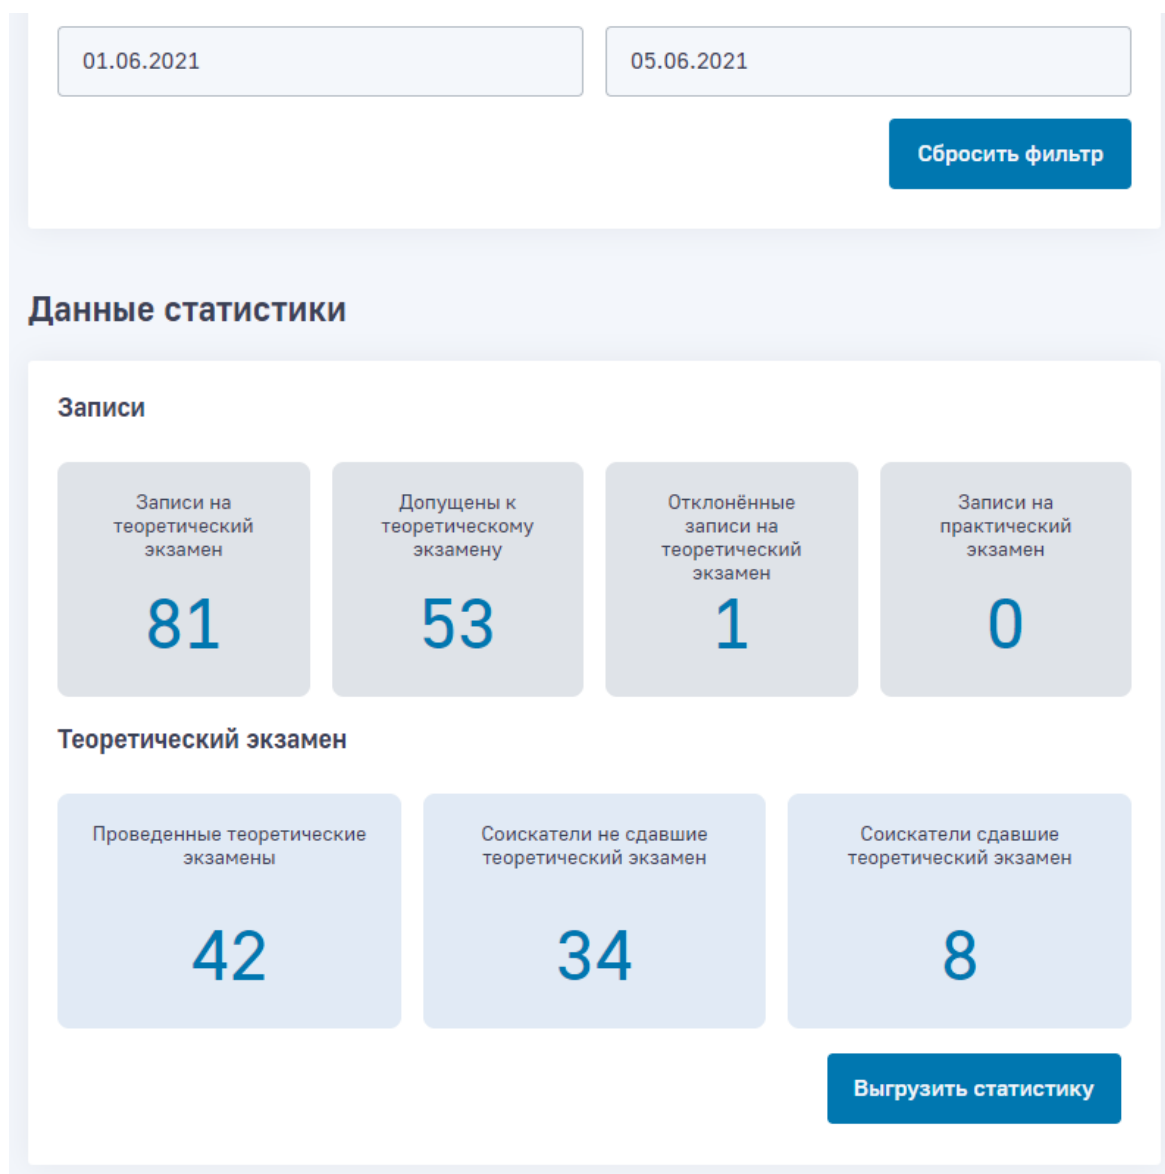 01.06.2021
05.06.2021
Сбросить фильтр
Данные статистики
Записи
Записи на
теоретический
экзамен
81
Допущены к
теоретическому
экзамену
53
Отклонённые
записи на
теоретический
экзамен
1
Записи на
практический
экзамен
0
Теоретический экзамен
Проведенные теоретические
экзамены
42
Соискатели не сдавшие
теоретический экзамен
34
Соискатели сдавшие
теоретический экзамен
8
Выгрузить статистику